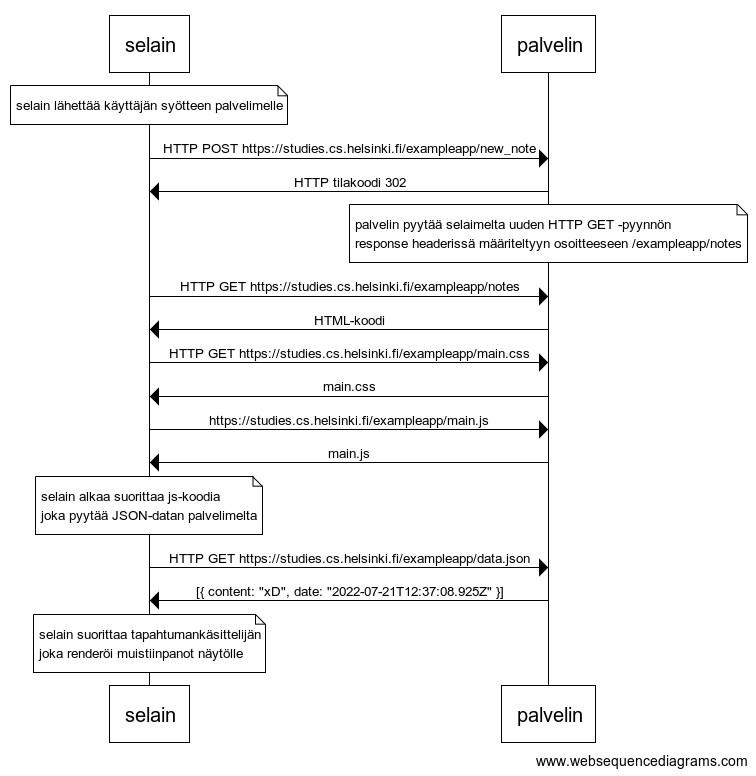 selain
palvelin
selain lähettää käyttäjän syötteen palvelimelle
HTTP POST https://studies.cs.helsinki.fi/exampleapp/new_note
HTTP tilakoodi 302
palvelin pyytää selaimelta uuden HTTP GET -pyynnön
response headerissä määriteltyyn osoitteeseen /exampleapp/notes
HTTP GET https://studies.cs.helsinki.fi/exampleapp/notes
HTML-koodi
HTTP GET https://studies.cs.helsinki.fi/exampleapp/main.css
main.css
https://studies.cs.helsinki.fi/exampleapp/main.js
main.js
selain alkaa suorittaa js-koodia
joka pyytää JSON-datan palvelimelta
HTTP GET https://studies.cs.helsinki.fi/exampleapp/data.json
[{ content: "xD", date: "2022-07-21T12:37:08.925Z" }]
selain suorittaa tapahtumankäsittelijän
joka renderöi muistiinpanot näytölle
selain
palvelin
www.websequencediagrams.com